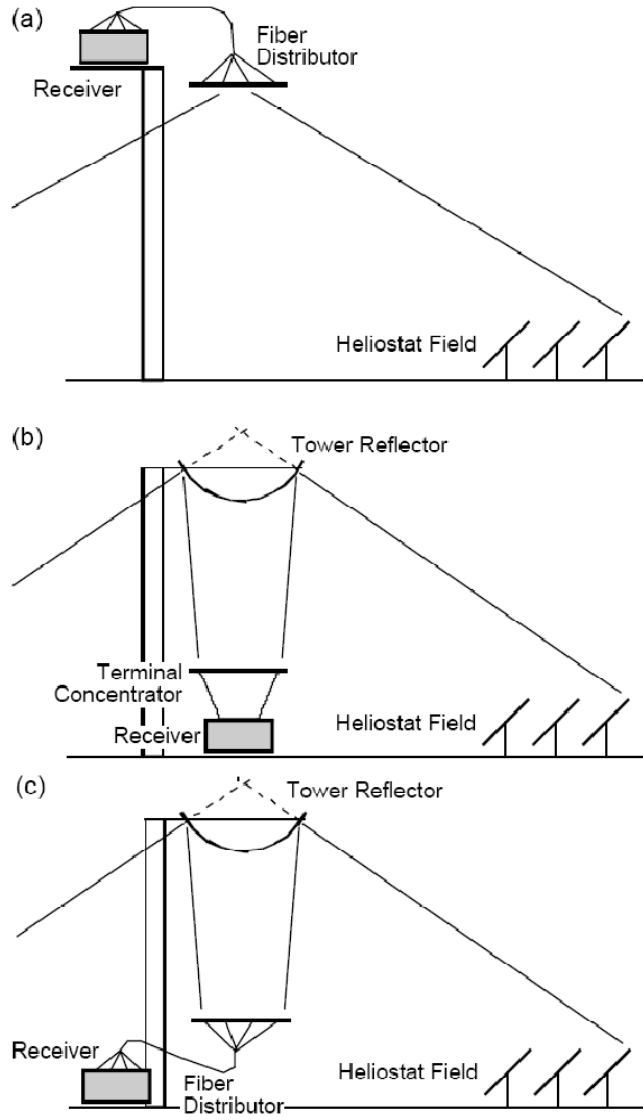 (a)
Fiber
Distributor
Receiver
Heliostat Field
(b)
Tower Reflector
Terminal
Concentrator
Receiver
Heliostat Field
(c)
Tower Reflector
Receiver
Fiber
Distributor
Heliostat Field